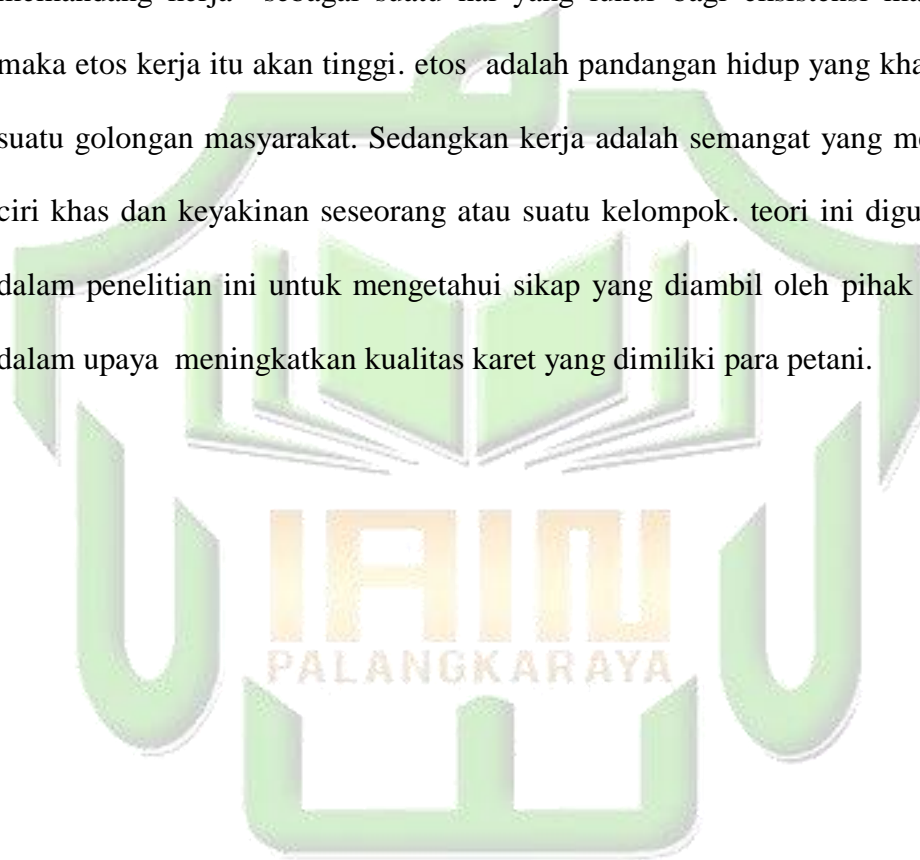 maka etos kerja itu akan tinggi. etos adalah pandangan hidup yang
suatu golongan masyarakat. Sedangkan kerja adalah semangat yang
ciri khas dan keyakinan seseorang atau suatu kelompok. teori ini
dalam penelitian ini untuk mengetahui sikap yang diambil oleh pihak
dalam upaya meningkatkan kualitas karet yang dimiliki para petani.
IAIN
PALANGKARAYA